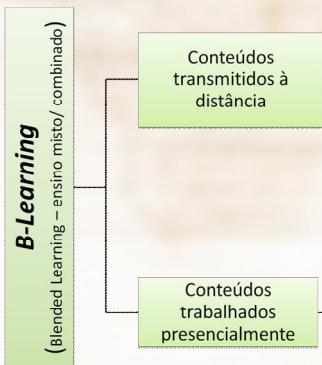 B-Learning
(Blended Learning – ensino misto/ combinado)
Conteúdos
transmitidos à
distância
Conteúdos
trabalhados
presencialmente